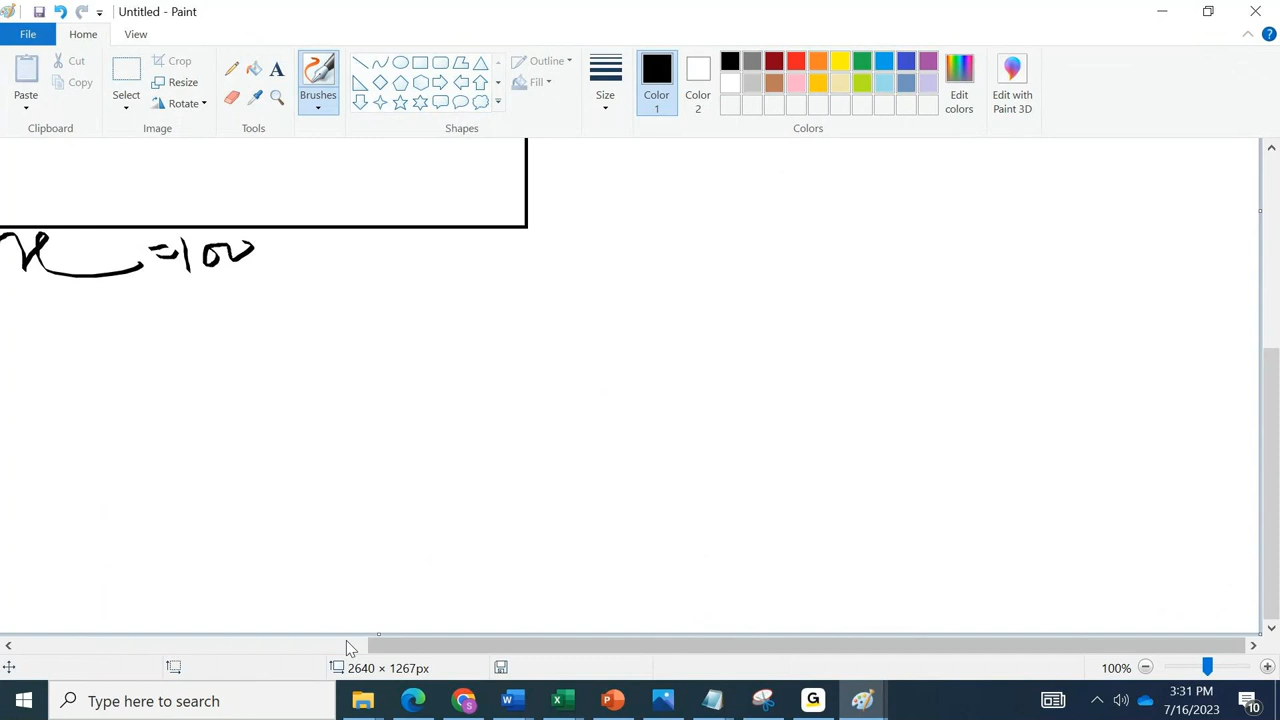 Untitled - Paint
File
Home
View
Paste
Cut
Copy
Clipboard
Select
Crop
Resize
Rotate
Image
Tools
Brushes
Shapes
Outline
Fill
Size
Color 1
Color 2
Edit colors
Edit with Paint 3D
Colors
x =100
2640 × 1267px
100%
Type here to search
3:31 PM
7/16/2023
10